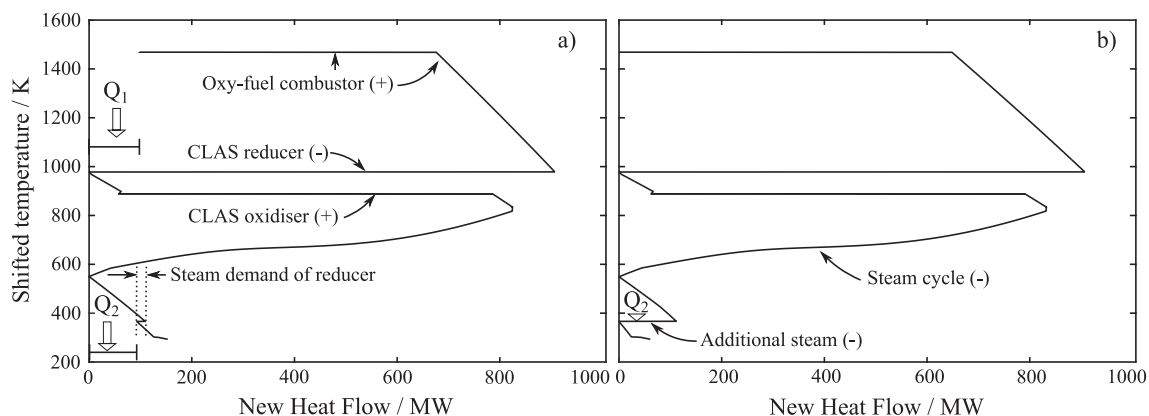 1600
1400
1200
1000
800
600
400
200
0
200
400
600
800
1000
Shifted temperature / K
New Heat Flow / MW
a)
Oxy-fuel combustor (+)
Q1
CLAS reducer (-)
CLAS oxidiser (+)
Steam demand of reducer
Q2
b)
Steam cycle (-)
Q2
Additional steam (-)
0
200
400
600
800
1000
New Heat Flow / MW